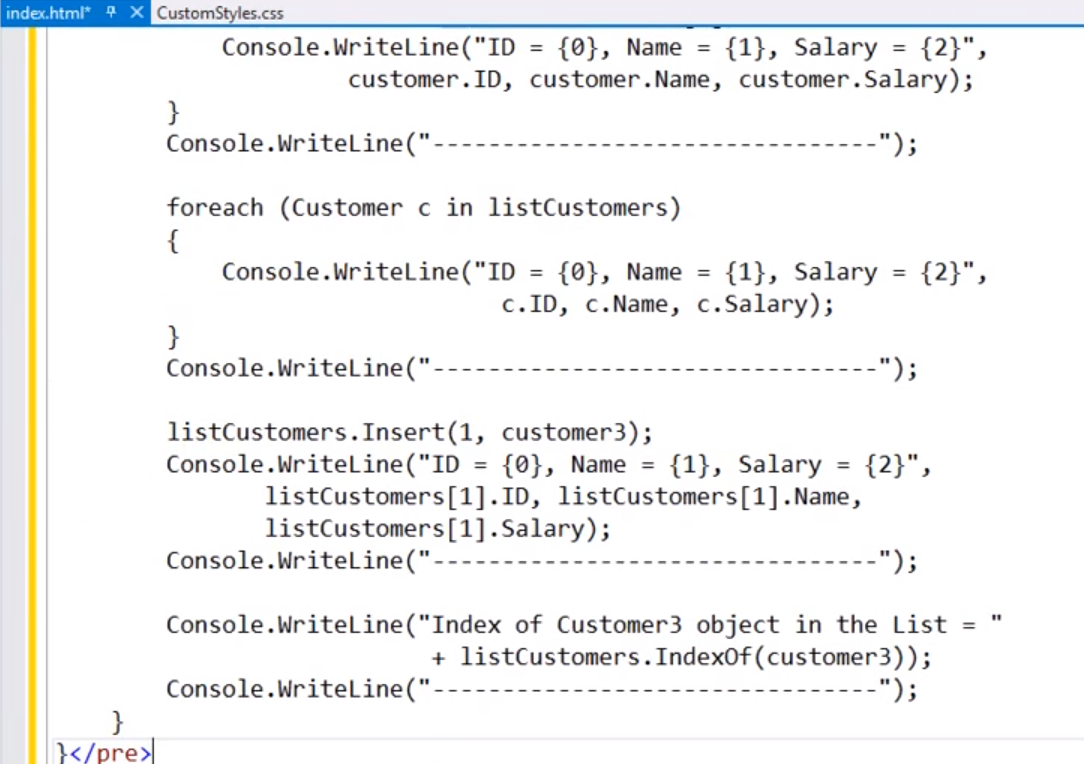 index.html* CustomStyles.css
Console.WriteLine("ID = {0}, Name = {1}, Salary = {2}",
customer.ID, customer.Name, customer.Salary);
}
Console.WriteLine("--------------------------------");
foreach (Customer c in listCustomers)
{
Console.WriteLine("ID = {0}, Name = {1}, Salary = {2}",
c.ID, c.Name, c.Salary);
}
Console.WriteLine("--------------------------------");
listCustomers.Insert(1, customer3);
Console.WriteLine("ID = {0}, Name = {1}, Salary = {2}",
listCustomers[1].ID, listCustomers[1].Name,
listCustomers[1].Salary);
Console.WriteLine("--------------------------------");
Console.WriteLine("Index of Customer3 object in the List = "
+ listCustomers.IndexOf(customer3));
Console.WriteLine("--------------------------------");
}
}</pre>